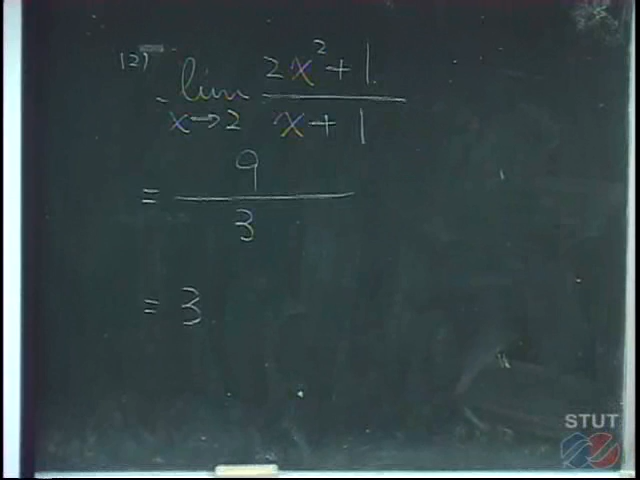 (2)
lim x→2 (2x²+1)/(x+1)
= 9/3
= 3
STUT